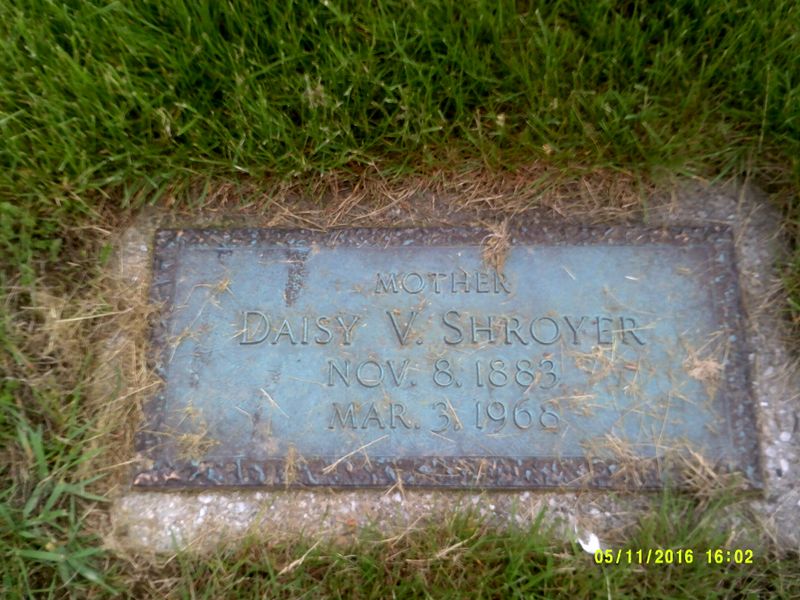 MOTHER
DAISY V. SHROYER
NOV. 8. 1883
MAR. 3. 1968
05/11/2016 16:02